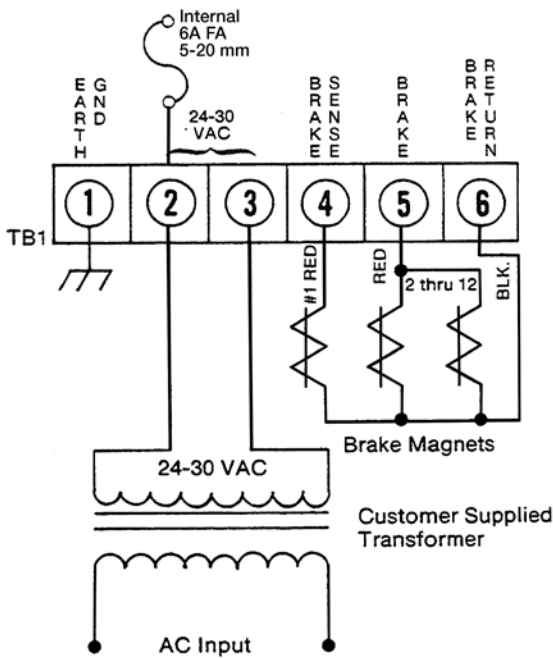 Internal
6A FA
5-20 mm
EARTH
GND
24-30
VAC
BRAKE
SENSE
BRAKE
BRAKE
RETURN
TB1
1
2
3
4
5
6
#1 RED
RED
2 thru 12
BLK.
Brake Magnets
24-30 VAC
Customer Supplied
Transformer
AC Input